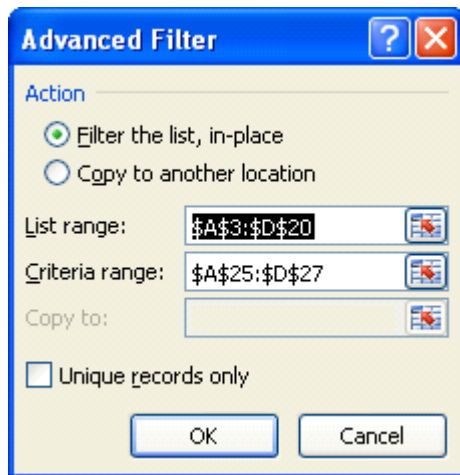 Advanced Filter
Action
Filter the list, in-place
Copy to another location
List range: $A$3:$D$20
Criteria range: $A$25:$D$27
Copy to:
Unique records only
OK Cancel